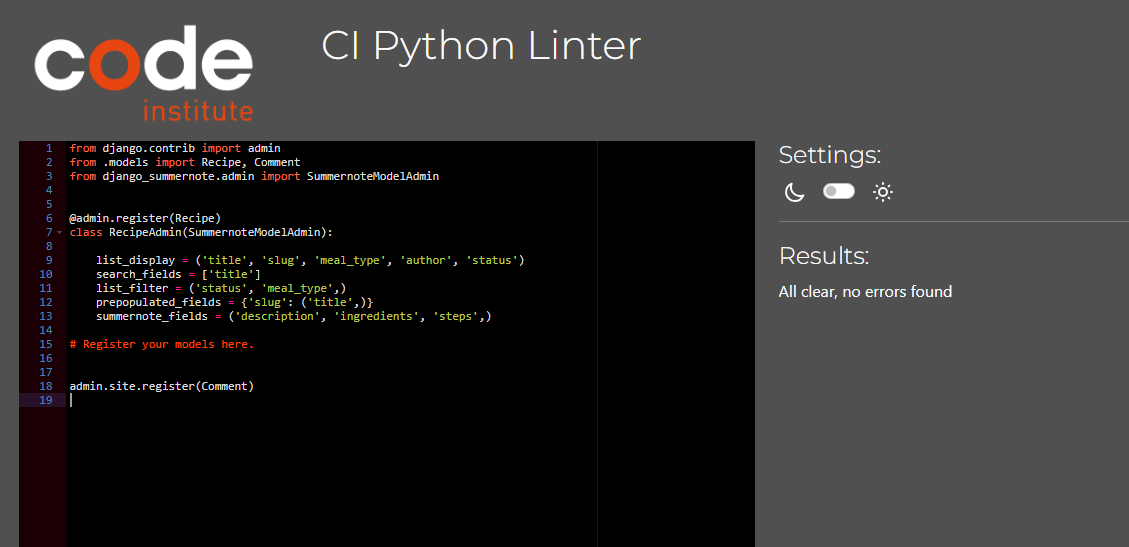 code
institute
CI Python Linter
1 from django.contrib import admin
2 from .models import Recipe, Comment
3 from django_summernote.admin import SummernoteModelAdmin
4
5
6 @admin.register(Recipe)
7 class RecipeAdmin(SummernoteModelAdmin):
8
9     list_display = ('title', 'slug', 'meal_type', 'author', 'status')
10     search_fields = ['title']
11     list_filter = ('status', 'meal_type',)
12     prepopulated_fields = {'slug': ('title',)}
13     summernote_fields = ('description', 'ingredients', 'steps',)
14
15 # Register your models here.
16
17
18 admin.site.register(Comment)
19
Settings:
Results:
All clear, no errors found